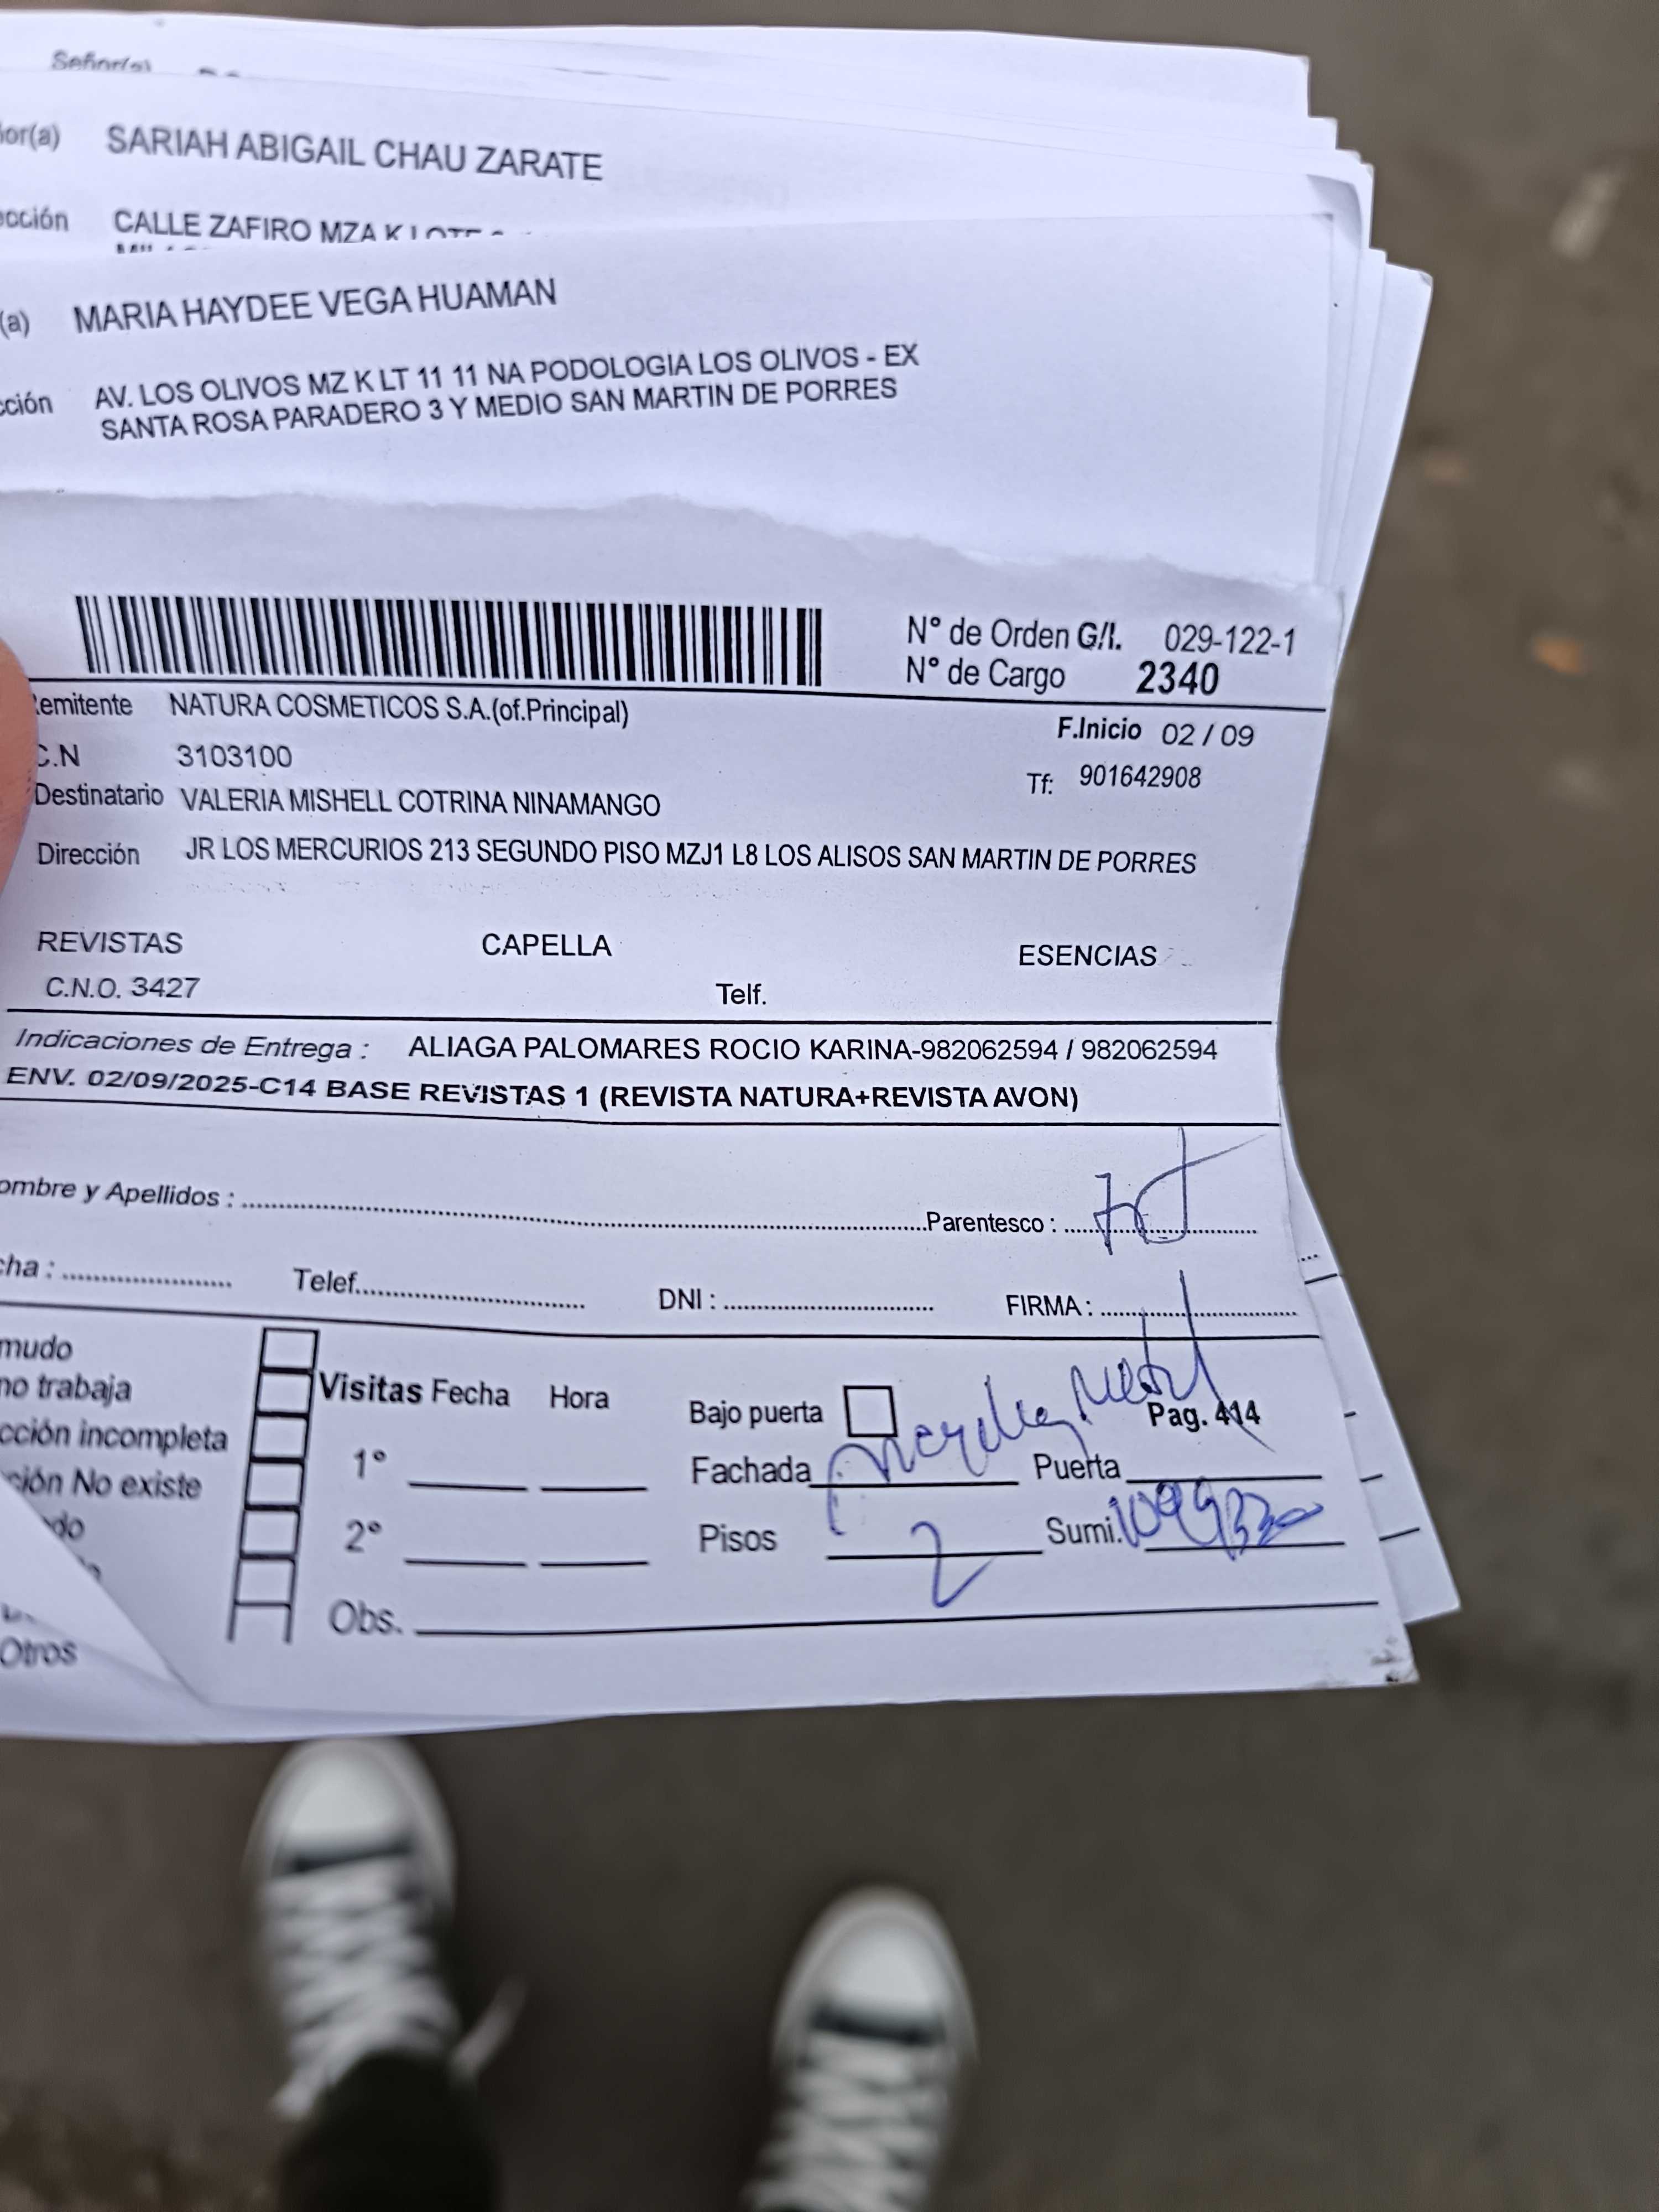 Señor(a)
SARIAH ABIGAIL CHAU ZARATE
CALLE ZAFIRO MZA K LOTE
(a) MARIA HAYDEE VEGA HUAMAN
cción AV. LOS OLIVOS MZ K LT 11 11 NA PODOLOGIA LOS OLIVOS - EX
SANTA ROSA PARADERO 3 Y MEDIO SAN MARTIN DE PORRES
N° de Orden G/I. 029-122-1
N° de Cargo 2340
emitente NATURA COSMETICOS S.A.(of.Principal)
F.Inicio 02 / 09
C.N 3103100
Tf: 901642908
Destinatario VALERIA MISHELL COTRINA NINAMANGO
Dirección JR LOS MERCURIOS 213 SEGUNDO PISO MZJ1 L8 LOS ALISOS SAN MARTIN DE PORRES
REVISTAS CAPELLA ESENCIAS
C.N.O. 3427 Telf.
Indicaciones de Entrega : ALIAGA PALOMARES ROCIO KARINA-982062594 / 982062594
ENV. 02/09/2025-C14 BASE REVISTAS 1 (REVISTA NATURA+REVISTA AVON)
ombre y Apellidos : Parentesco :
cha : Telef. DNI : FIRMA :
mudo
no trabaja
cción incompleta
ción No existe
do
Otros
Visitas Fecha Hora
1°
2°
Obs.
Bajo puerta Pag. 414
Fachada Puerta
Pisos 2 Sumi.